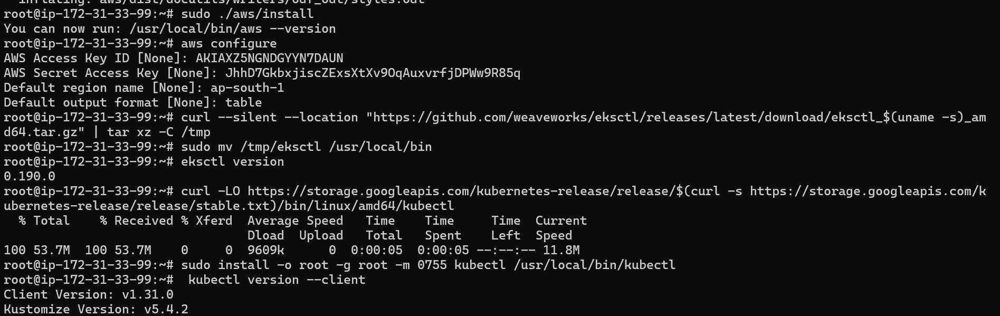 inflating:
root@ip-172-31-33-99:~# sudo ./aws/install
You can now run: /usr/local/bin/aws --version
root@ip-172-31-33-99:~# aws configure
AWS Access Key ID [None]: AKIAXZ5NGNDGYYN7DAUN
AWS Secret Access Key [None]: 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
Default region name [None]: ap-south-1
Default output format [None]: table
root@ip-172-31-33-99:~# curl --silent --location "https://github.com/weaveworks/eksctl/releases/latest/download/eksctl_$(uname -s)_am
d64.tar.gz" | tar xz -C /tmp
root@ip-172-31-33-99:~# sudo mv /tmp/eksctl /usr/local/bin
root@ip-172-31-33-99:~# eksctl version
0.190.0
root@ip-172-31-33-99:~# curl -LO https://storage.googleapis.com/kubernetes-release/release/$(curl -s https://storage.googleapis.com/k
ubernetes-release/release/stable.txt)/bin/linux/amd64/kubectl
  % Total    % Received % Xferd  Average Speed   Time    Time     Time  Current
                                 Dload  Upload   Total   Spent    Left  Speed
100 53.7M  100 53.7M    0     0  9609k      0  0:00:05  0:00:05 --:--:-- 11.8M
root@ip-172-31-33-99:~# sudo install -o root -g root -m 0755 kubectl /usr/local/bin/kubectl
root@ip-172-31-33-99:~#  kubectl version --client
Client Version: v1.31.0
Kustomize Version: v5.4.2